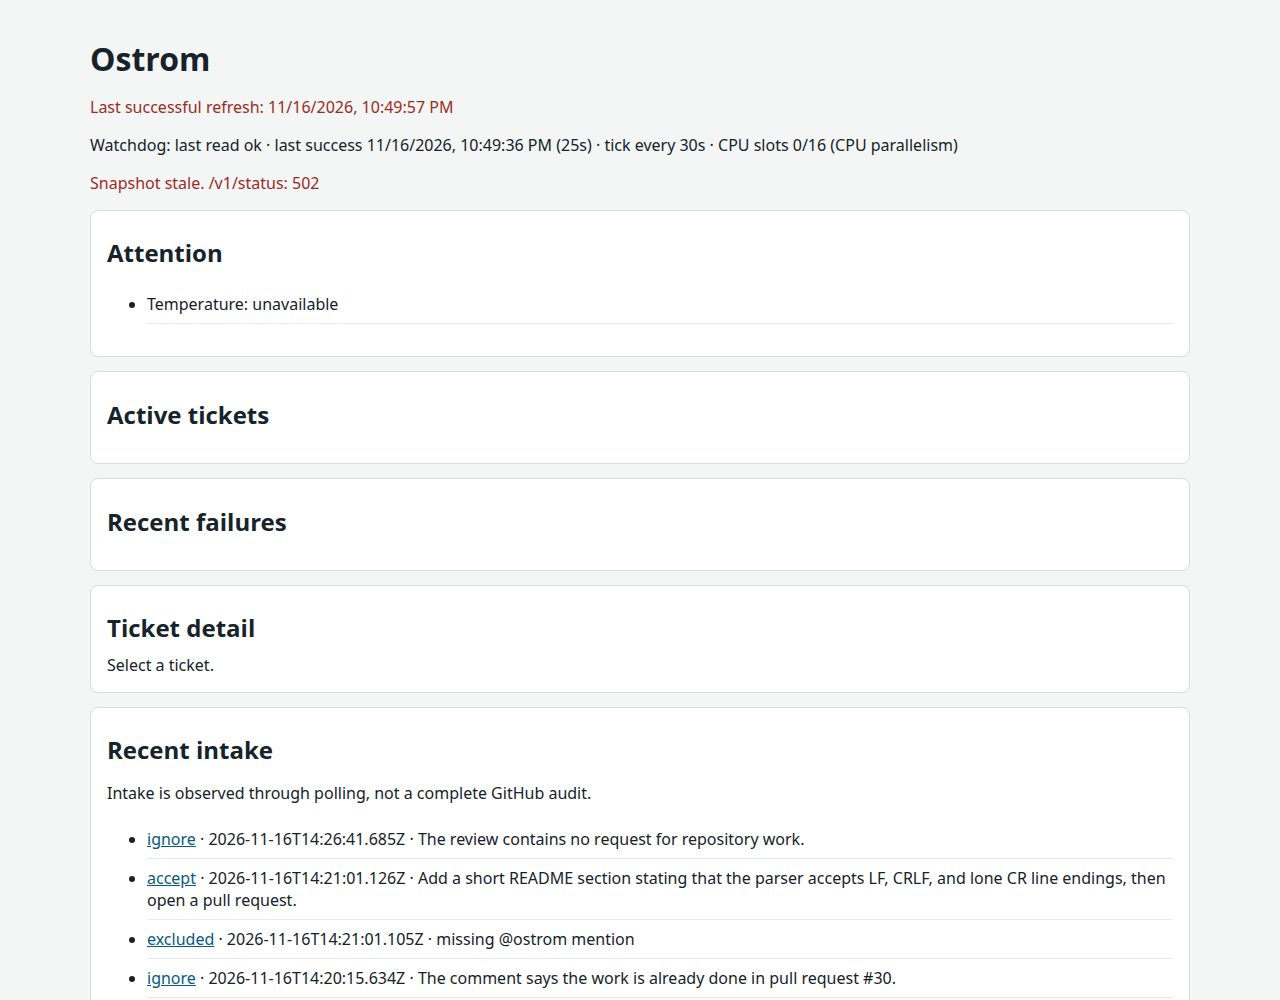 Ostrom
Last successful refresh: 11/16/2026, 10:49:57 PM
Watchdog: last read ok · last success 11/16/2026, 10:49:36 PM (25s) · tick every 30s · CPU slots 0/16 (CPU parallelism)
Snapshot stale. /v1/status: 502
Attention
Temperature: unavailable
Active tickets
Recent failures
Ticket detail
Select a ticket.
Recent intake
Intake is observed through polling, not a complete GitHub audit.
ignore · 2026-11-16T14:26:41.685Z · The review contains no request for repository work.
accept · 2026-11-16T14:21:01.126Z · Add a short README section stating that the parser accepts LF, CRLF, and lone CR line endings, then
open a pull request.
excluded · 2026-11-16T14:21:01.105Z · missing @ostrom mention
ignore · 2026-11-16T14:20:15.634Z · The comment says the work is already done in pull request #30.